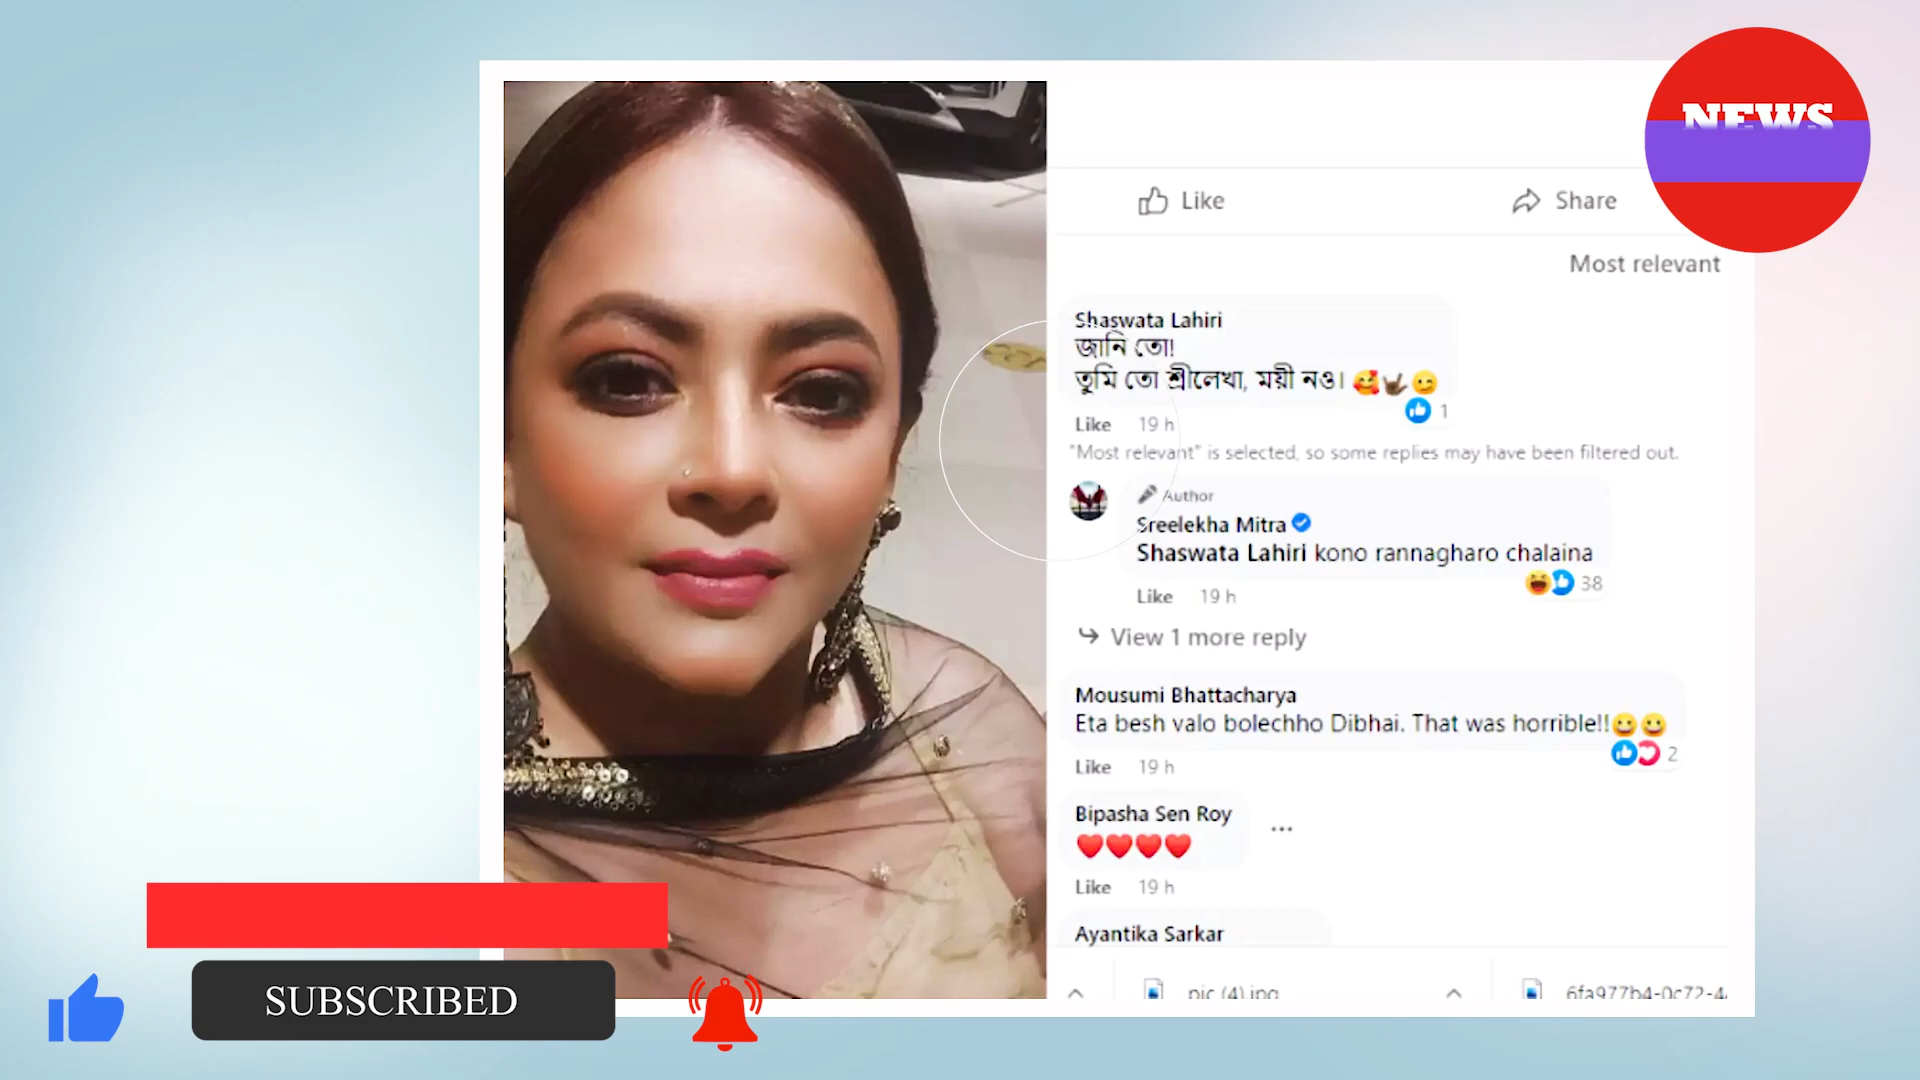 NEWS
Like
Share
Most relevant
Shaswata Lahiri
জানি তো!
তুমি তো শ্রীলেখা, ময়ী নও। 🥰🤟🏿🥴
1
Like 19 h
"Most relevant" is selected, so some replies may have been filtered out.
Author
Sreelekha Mitra
Shaswata Lahiri kono rannagharo chalaina
38
Like 19 h
View 1 more reply
Mousumi Bhattacharya
Eta besh valo bolechho Dibhai. That was horrible!!😀😀
2
Like 19 h
Bipasha Sen Roy
♥️♥️♥️♥️
Like 19 h
Ayantika Sarkar
pic (4).jpg
6fa977b4-0c72-4
SUBSCRIBED